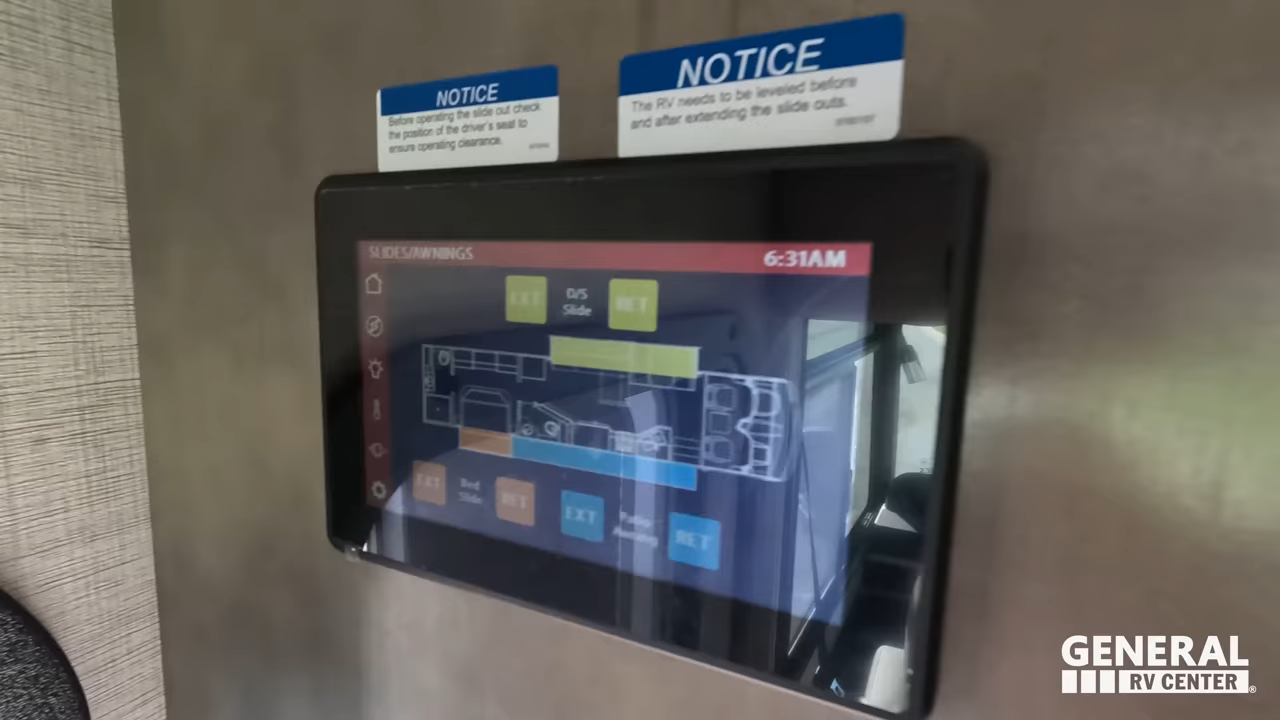 NOTICE
Before operating the slide out check
the position of the driver's seat to
ensure operating clearance.
NOTICE
The RV needs to be leveled before
and after extending the slide outs.
SLIDES/AWNINGS
6:31AM
EXT
D/S
Slide
RET
EXT
Bed
Slide
RET
EXT
Patio
Awning
RET
GENERAL
RV CENTER®